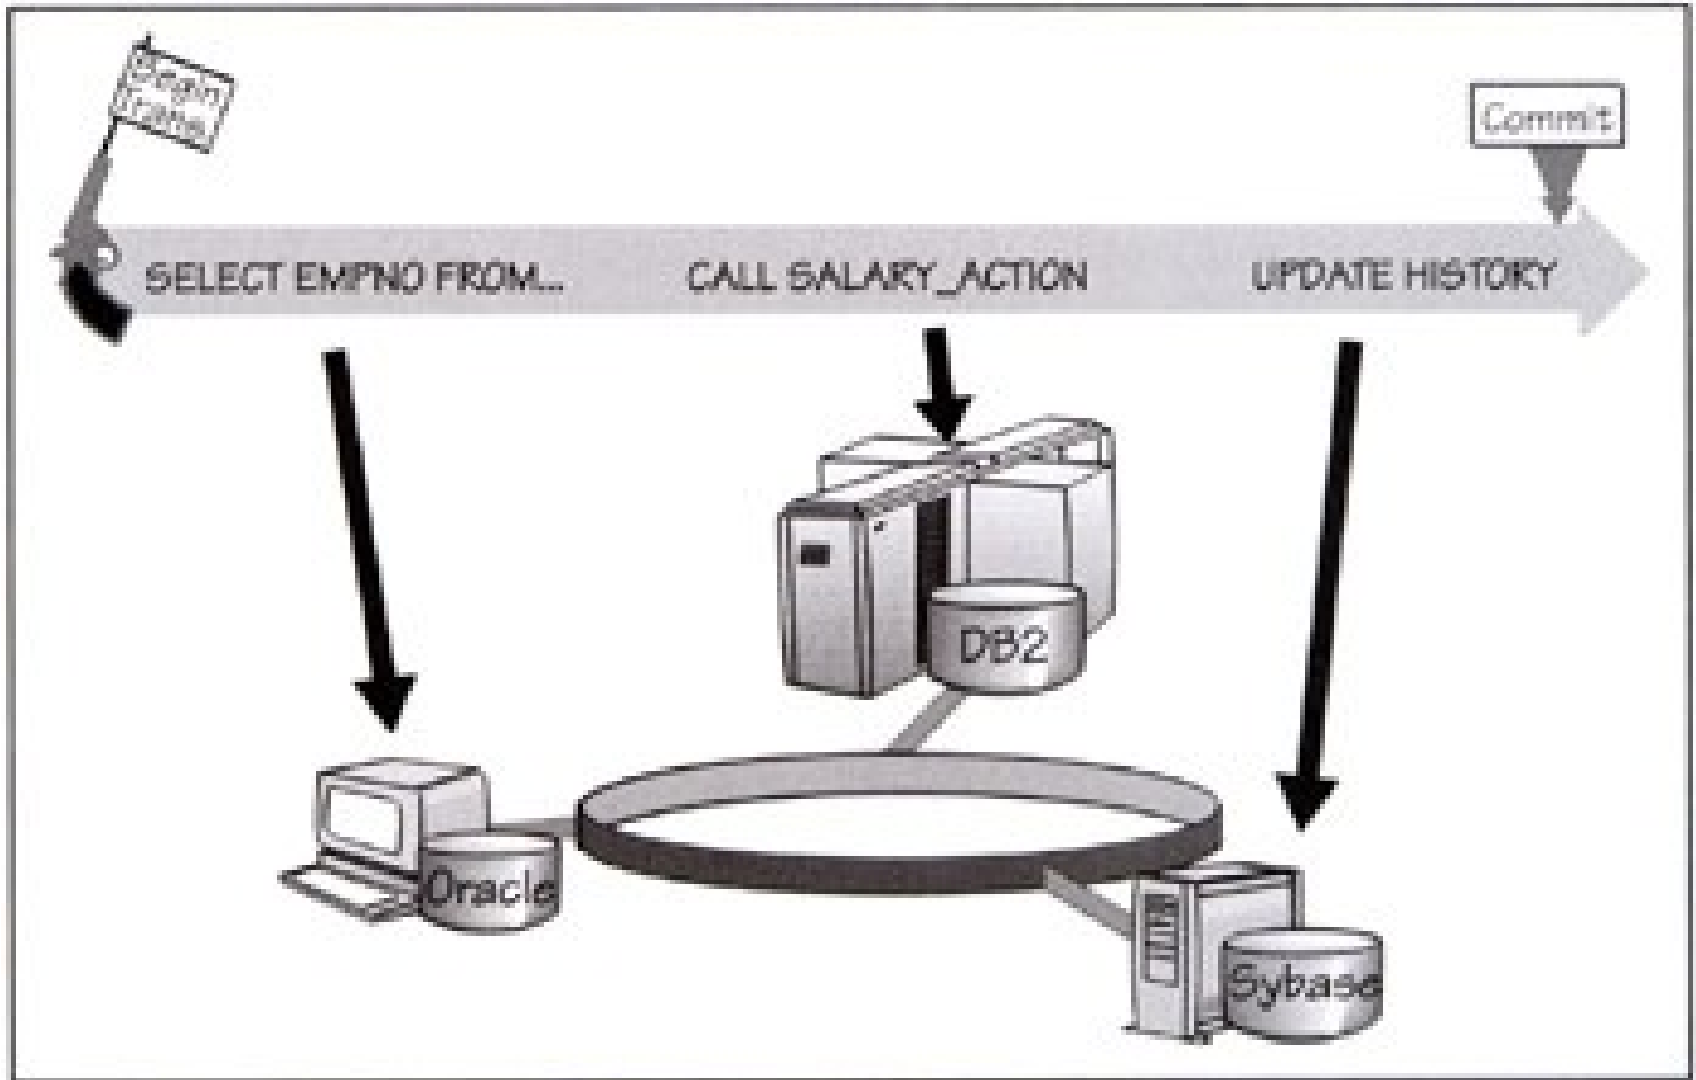 Begin
Trans.
Commit
SELECT EMPNO FROM...
CALL SALARY_ACTION
UPDATE HISTORY
DB2
Oracle
Sybase